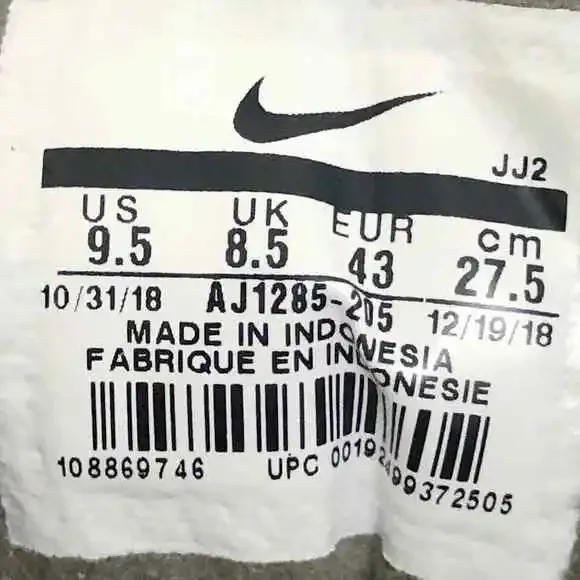 JJ2
US UK EUR cm
9.5 8.5 43 27.5
10/31/18 AJ1285-205 12/19/18
MADE IN INDONESIA
FABRIQUE EN INDONESIE
108869746 UPC 00192499372505